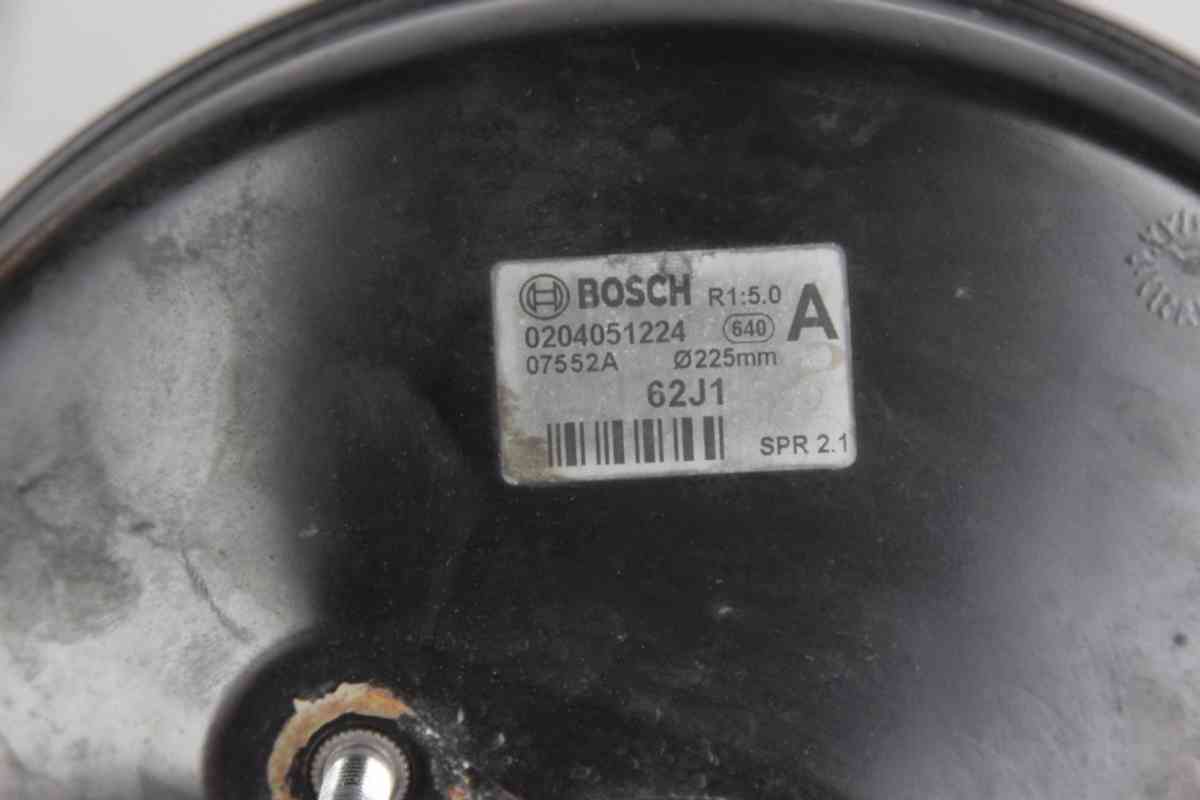 BOSCH R1:5.0 A
0204051224 640
07552A Ø225mm
62J1
SPR 2.1